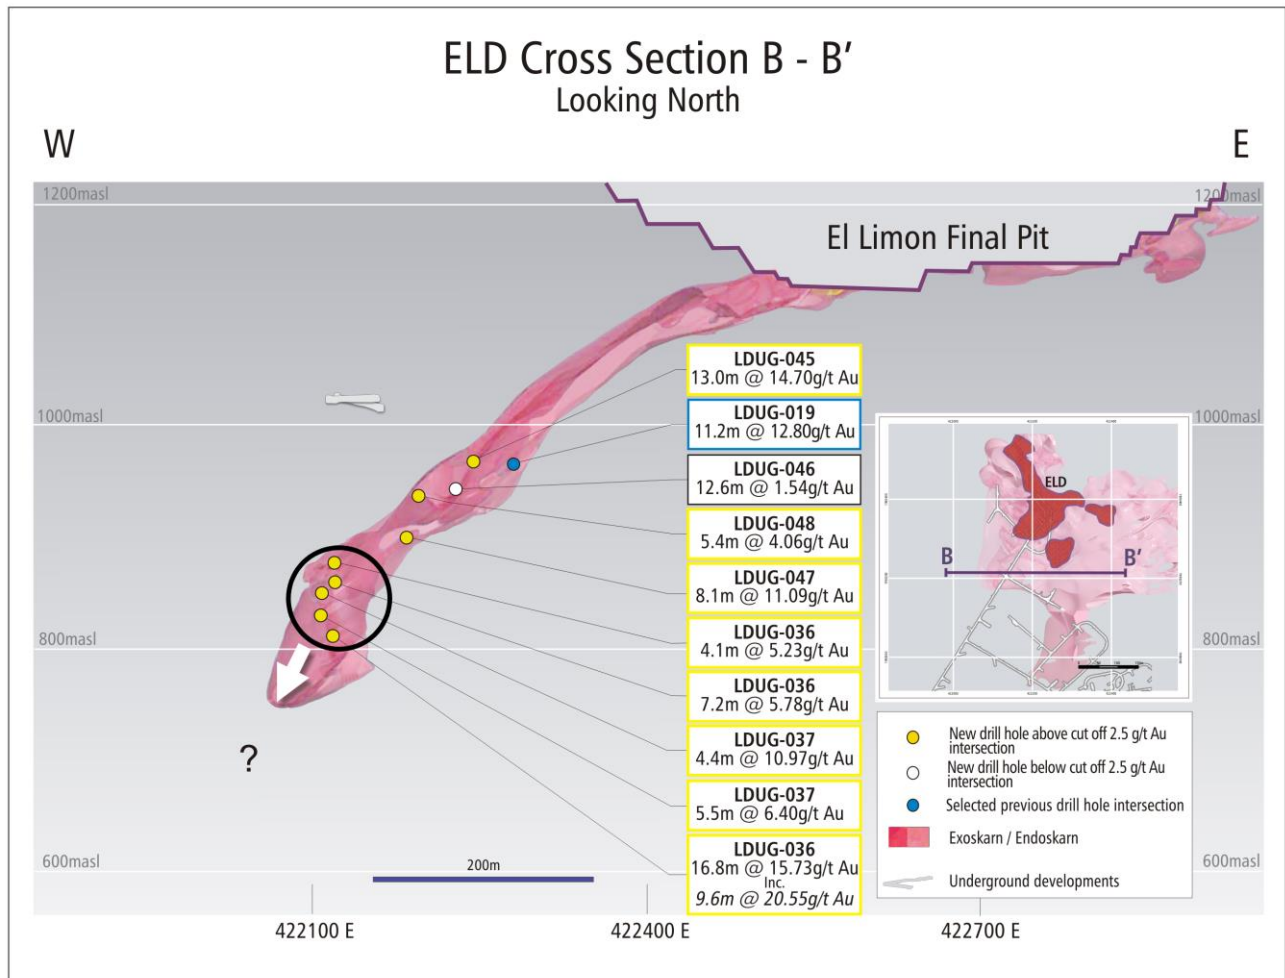 ELD Cross Section B - B'
Looking North
W
E
1200masl
1200masl
El Limon Final Pit
LDUG-045
13.0m @ 14.70g/t Au
1000masl
1000masl
LDUG-019
11.2m @ 12.80g/t Au
LDUG-046
12.6m @ 1.54g/t Au
LDUG-048
5.4m @ 4.06g/t Au
LDUG-047
8.1m @ 11.09g/t Au
LDUG-036
4.1m @ 5.23g/t Au
LDUG-036
7.2m @ 5.78g/t Au
LDUG-037
4.4m @ 10.97g/t Au
LDUG-037
5.5m @ 6.40g/t Au
LDUG-036
16.8m @ 15.73g/t Au
Inc.
9.6m @ 20.55g/t Au
ELD
B
B'
800masl
800masl
?
New drill hole above cut off 2.5 g/t Au
intersection
New drill hole below cut off 2.5 g/t Au
intersection
Selected previous drill hole intersection
Exoskarn / Endoskarn
Underground developments
600masl
600masl
200m
422100 E
422400 E
422700 E